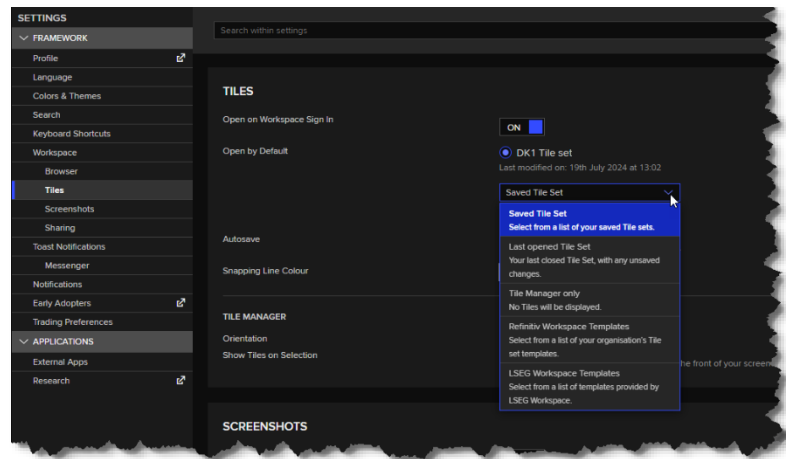 SETTINGS
FRAMEWORK
Profile
Language
Colors & Themes
Search
Keyboard Shortcuts
Workspace
Browser
Tiles
Screenshots
Sharing
Toast Notifications
Messenger
Notifications
Early Adopters
Trading Preferences
APPLICATIONS
External Apps
Research
Search within settings
TILES
Open on Workspace Sign In
ON
Open by Default
DK1 Tile set
Last modified on: 19th July 2024 at 13:02
Saved Tile Set
Saved Tile Set
Select from a list of your saved Tile sets.
Last opened Tile Set
Your last closed Tile Set, with any unsaved
changes.
Tile Manager only
No Tiles will be displayed.
Refinitiv Workspace Templates
Select from a list of your organisation's Tile
set templates.
LSEG Workspace Templates
Select from a list of templates provided by
LSEG Workspace.
Autosave
Snapping Line Colour
TILE MANAGER
Orientation
Show Tiles on Selection
he front of your screen
SCREENSHOTS